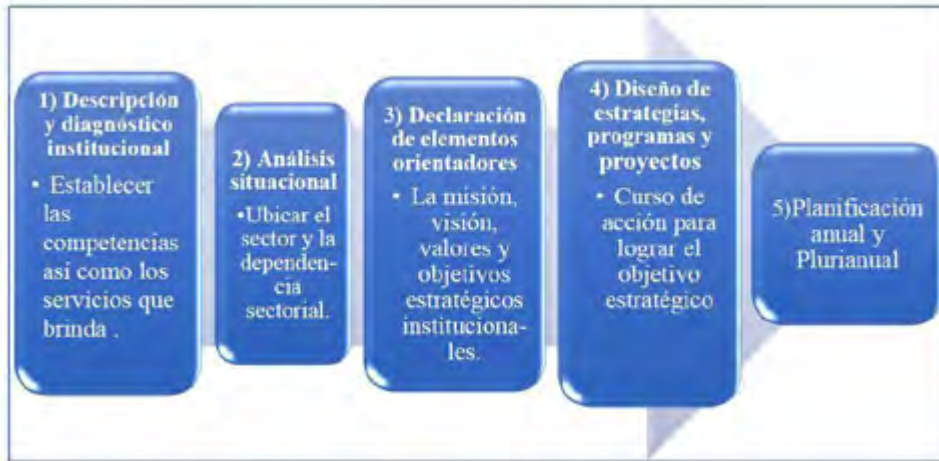 1) Descripción
y diagnóstico
institucional
• Establecer
las
competencias
así como los
servicios que
brinda .
2) Análisis
situacional
•Ubicar el
sector y la
dependen-
cia
sectorial.
3) Declaración
de elementos
orientadores
• La misión,
visión,
valores y
objetivos
estratégicos
instituciona-
les.
4) Diseño de
estrategias,
programas y
proyectos
• Curso de
acción para
lograr el
objetivo
estratégico
5)Planificación
anual y
Plurianual